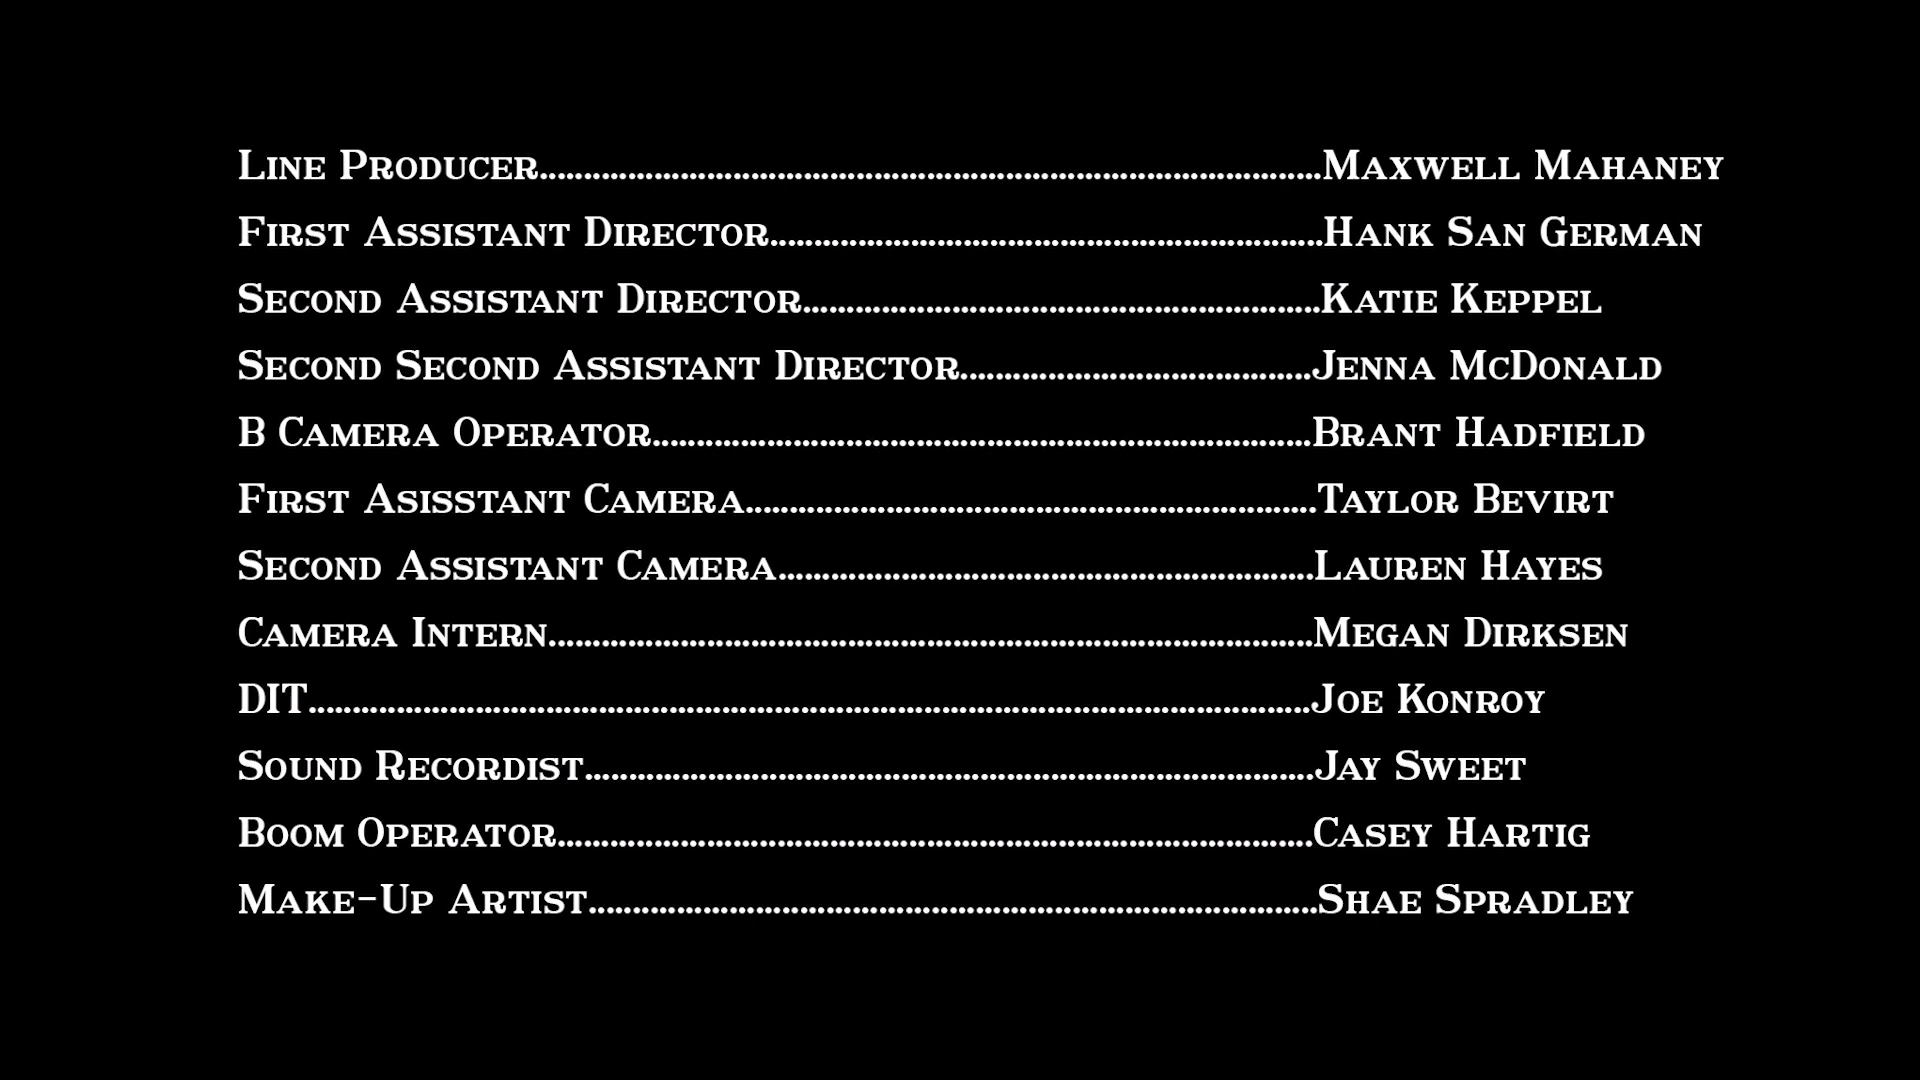 Line Producer........................................................................................Maxwell Mahaney
First Assistant Director..............................................................Hank San German
Second Assistant Director..........................................................Katie Keppel
Second Second Assistant Director.......................................Jenna McDonald
B Camera Operator..........................................................................Brant Hadfield
First Asisstant Camera................................................................Taylor Bevirt
Second Assistant Camera............................................................Lauren Hayes
Camera Intern......................................................................................Megan Dirksen
DIT.................................................................................................................Joe Konroy
Sound Recordist..................................................................................Jay Sweet
Boom Operator.....................................................................................Casey Hartig
Make-Up Artist..................................................................................Shae Spradley